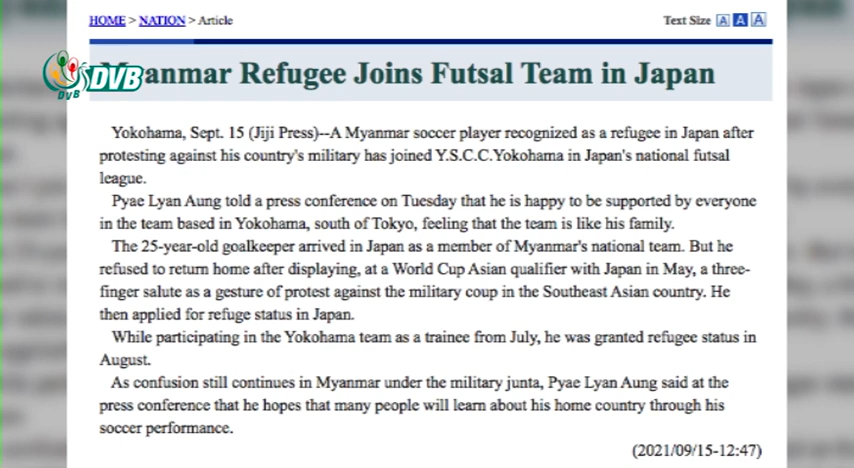 HOME > NATION > Article
Text Size A A A
DVB
DVB
Myanmar Refugee Joins Futsal Team in Japan
Yokohama, Sept. 15 (Jiji Press)--A Myanmar soccer player recognized as a refugee in Japan after
protesting against his country's military has joined Y.S.C.C.Yokohama in Japan's national futsal
league.
Pyae Lyan Aung told a press conference on Tuesday that he is happy to be supported by everyone
in the team based in Yokohama, south of Tokyo, feeling that the team is like his family.
The 25-year-old goalkeeper arrived in Japan as a member of Myanmar's national team. But he
refused to return home after displaying, at a World Cup Asian qualifier with Japan in May, a three-
finger salute as a gesture of protest against the military coup in the Southeast Asian country. He
then applied for refuge status in Japan.
While participating in the Yokohama team as a trainee from July, he was granted refugee status in
August.
As confusion still continues in Myanmar under the military junta, Pyae Lyan Aung said at the
press conference that he hopes that many people will learn about his home country through his
soccer performance.
(2021/09/15-12:47)